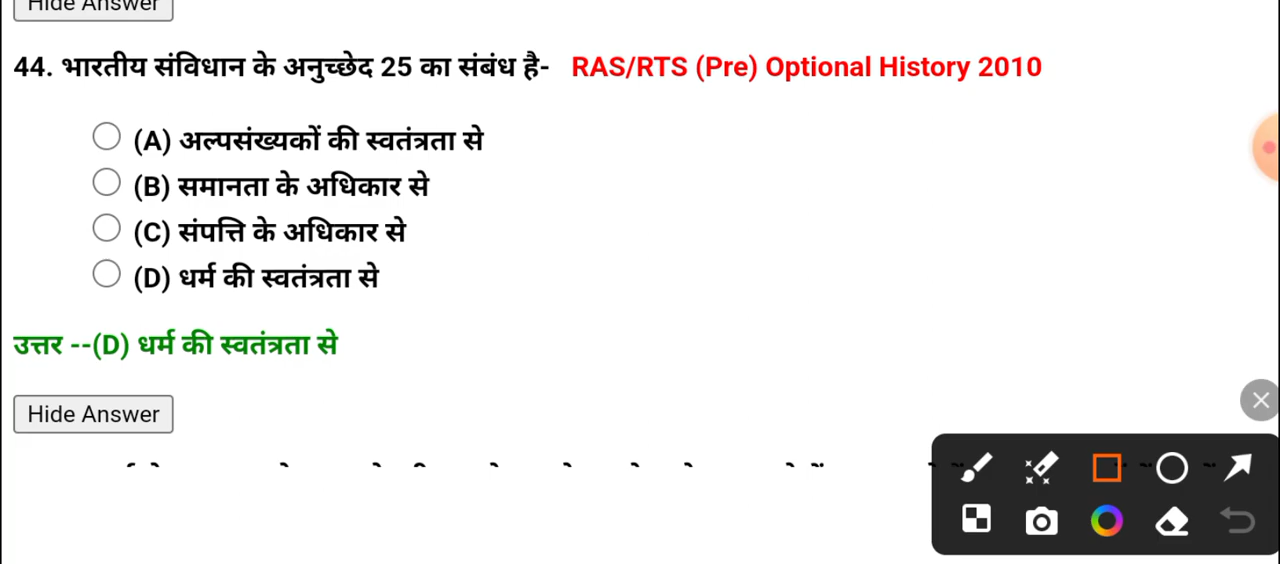 Hide Answer
44. भारतीय संविधान के अनुच्छेद 25 का संबंध है- RAS/RTS (Pre) Optional History 2010
(A) अल्पसंख्यकों की स्वतंत्रता से
(B) समानता के अधिकार से
(C) संपत्ति के अधिकार से
(D) धर्म की स्वतंत्रता से
उत्तर --(D) धर्म की स्वतंत्रता से
Hide Answer